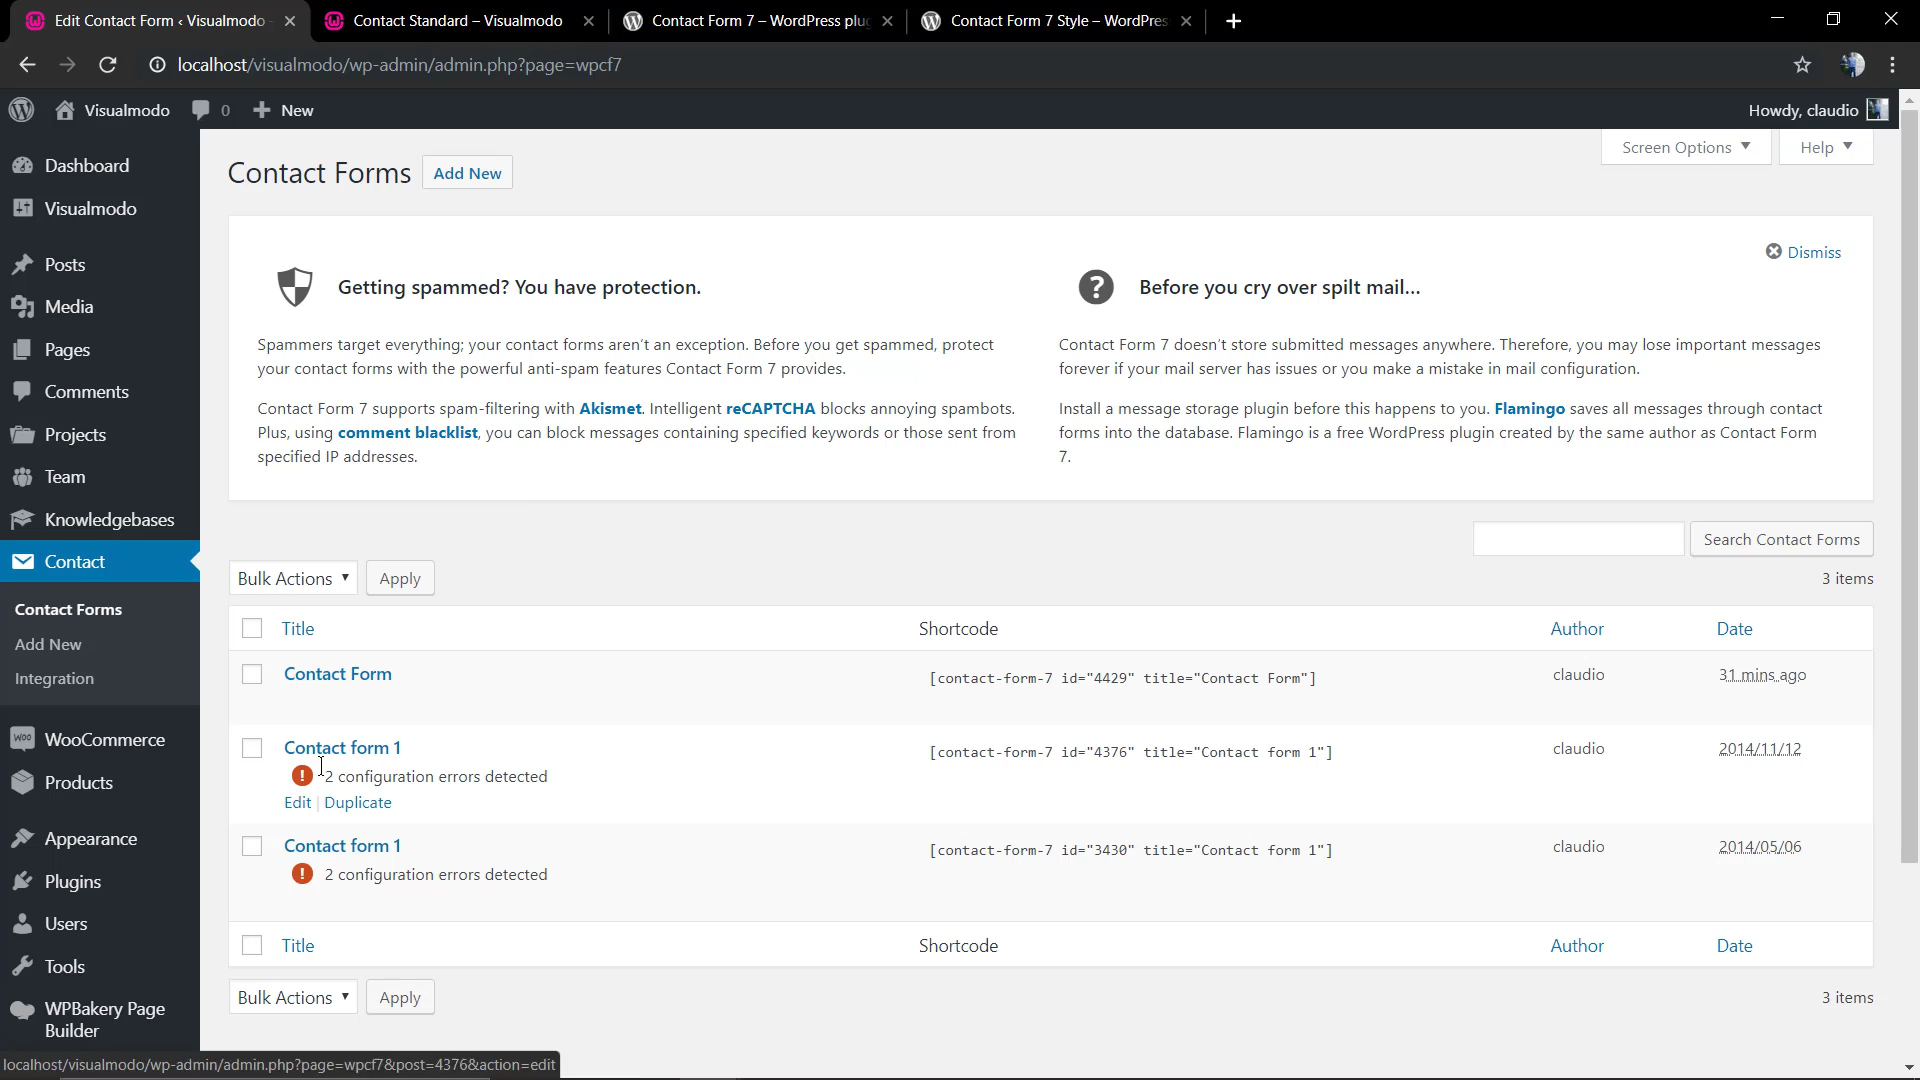 Edit Contact Form ‹ Visualmodo
Contact Standard – Visualmodo
Contact Form 7 – WordPress plu
Contact Form 7 Style – WordPres
localhost/visualmodo/wp-admin/admin.php?page=wpcf7
Visualmodo
0
New
Howdy, claudio
Dashboard
Visualmodo
Posts
Media
Pages
Comments
Projects
Team
Knowledgebases
Contact
Contact Forms
Add New
Integration
WooCommerce
Products
Appearance
Plugins
Users
Tools
WPBakery Page
Builder
Screen Options
Help
Contact Forms
Add New
Dismiss
Getting spammed? You have protection.
Spammers target everything; your contact forms aren’t an exception. Before you get spammed, protect
your contact forms with the powerful anti-spam features Contact Form 7 provides.
Contact Form 7 supports spam-filtering with Akismet. Intelligent reCAPTCHA blocks annoying spambots.
Plus, using comment blacklist, you can block messages containing specified keywords or those sent from
specified IP addresses.
Before you cry over spilt mail…
Contact Form 7 doesn’t store submitted messages anywhere. Therefore, you may lose important messages
forever if your mail server has issues or you make a mistake in mail configuration.
Install a message storage plugin before this happens to you. Flamingo saves all messages through contact
forms into the database. Flamingo is a free WordPress plugin created by the same author as Contact Form
7.
Search Contact Forms
Bulk Actions
Apply
3 items
Title
Shortcode
Author
Date
Contact Form
[contact-form-7 id="4429" title="Contact Form"]
claudio
31 mins ago
Contact form 1
[contact-form-7 id="4376" title="Contact form 1"]
claudio
2014/11/12
2 configuration errors detected
Edit | Duplicate
Contact form 1
[contact-form-7 id="3430" title="Contact form 1"]
claudio
2014/05/06
2 configuration errors detected
Title
Shortcode
Author
Date
Bulk Actions
Apply
3 items
localhost/visualmodo/wp-admin/admin.php?page=wpcf7&post=4376&action=edit